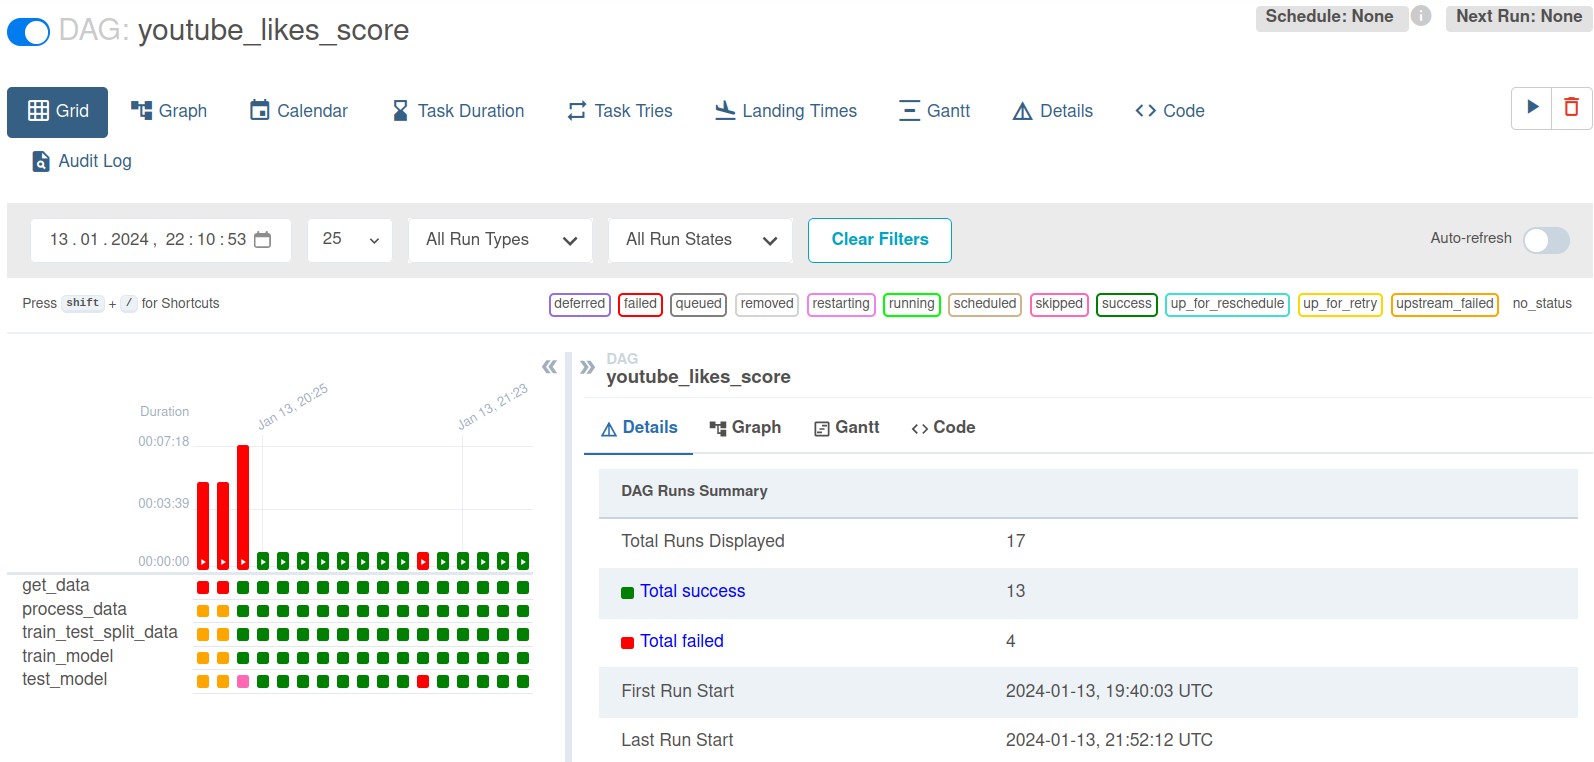 DAG: youtube_likes_score
Schedule: None
Next Run: None
Grid
Graph
Calendar
Task Duration
Task Tries
Landing Times
Gantt
Details
Code
Audit Log
13 . 01 . 2024 , 22 : 10 : 53
25
All Run Types
All Run States
Clear Filters
Auto-refresh
Press shift + / for Shortcuts
deferred
failed
queued
removed
restarting
running
scheduled
skipped
success
up_for_reschedule
up_for_retry
upstream_failed
no_status
Duration
Jan 13, 20:25
Jan 13, 21:23
00:07:18
00:03:39
00:00:00
get_data
process_data
train_test_split_data
train_model
test_model
DAG
youtube_likes_score
Details
Graph
Gantt
Code
DAG Runs Summary
Total Runs Displayed 17
Total success 13
Total failed 4
First Run Start 2024-01-13, 19:40:03 UTC
Last Run Start 2024-01-13, 21:52:12 UTC